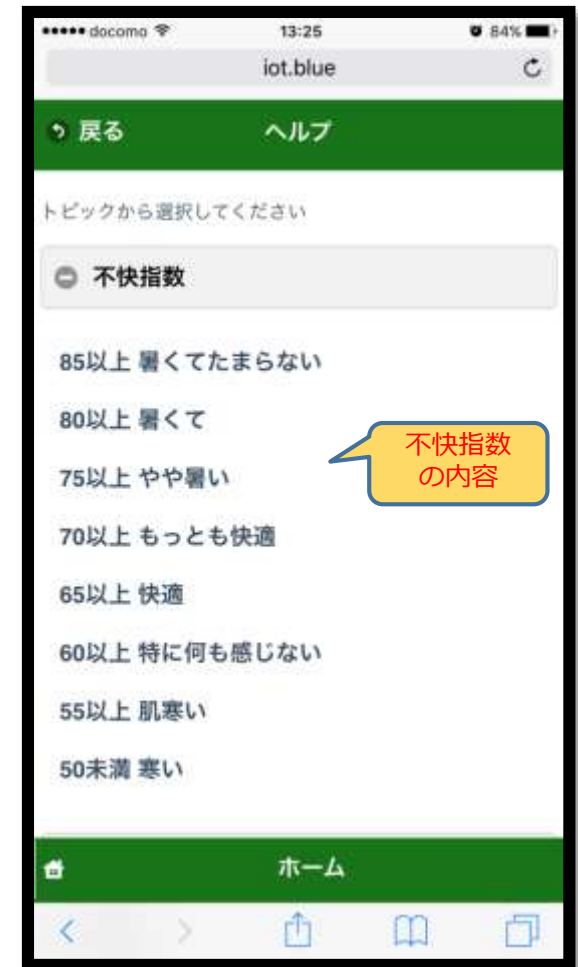 docomo 13:25 84%
iot.blue
戻る ヘルプ
トピックから選択してください
不快指数
85以上 暑くてたまらない
80以上 暑くて
75以上 やや暑い
70以上 もっとも快適
65以上 快適
60以上 特に何も感じない
55以上 肌寒い
50未満 寒い
不快指数
の内容
ホーム